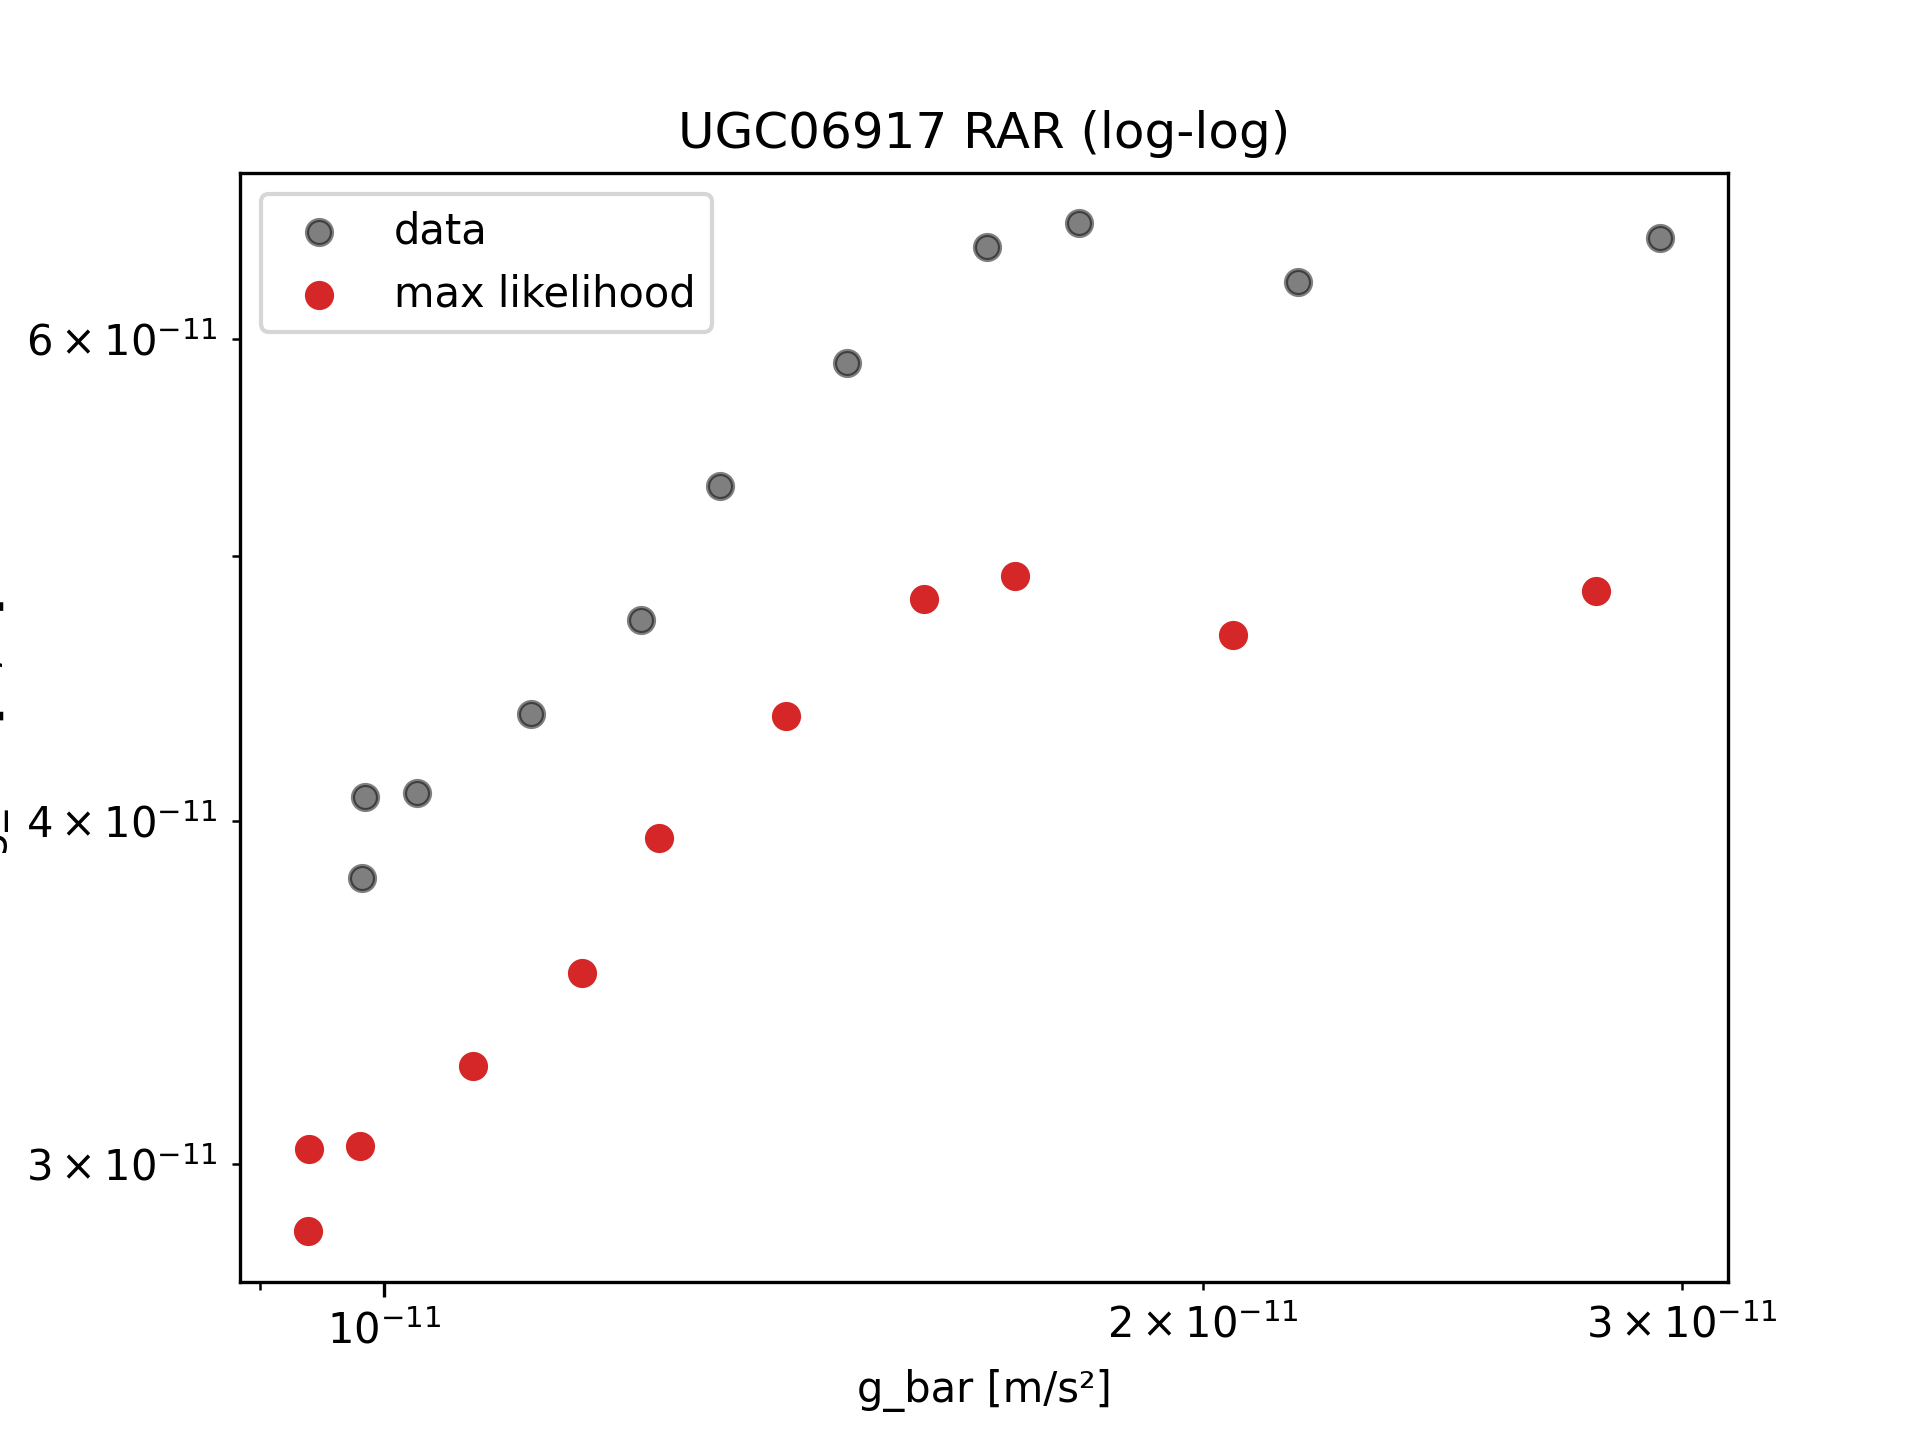 UGC06917 RAR (log-log)
data
max likelihood
6 × 10⁻¹¹
4 × 10⁻¹¹
3 × 10⁻¹¹
10⁻¹¹
2 × 10⁻¹¹
3 × 10⁻¹¹
g_bar [m/s²]